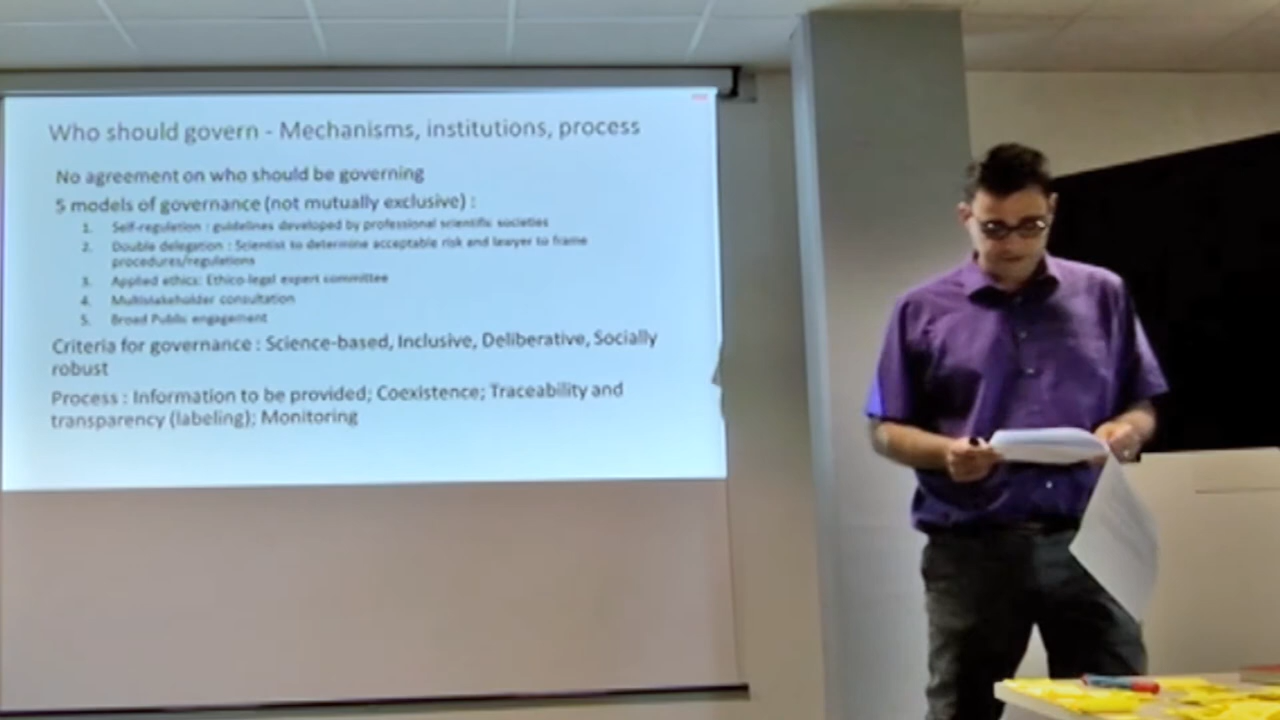 Who should govern - Mechanisms, institutions, process
No agreement on who should be governing
5 models of governance (not mutually exclusive) :
1. Self-regulation : guidelines developed by professional scientific societies
2. Double delegation : Scientist to determine acceptable risk and lawyer to frame
procedures/regulations
3. Applied ethics: Ethico-legal expert committee
4. Multistakeholder consultation
5. Broad Public engagement
Criteria for governance : Science-based, Inclusive, Deliberative, Socially
robust
Process : Information to be provided; Coexistence; Traceability and
transparency (labeling); Monitoring